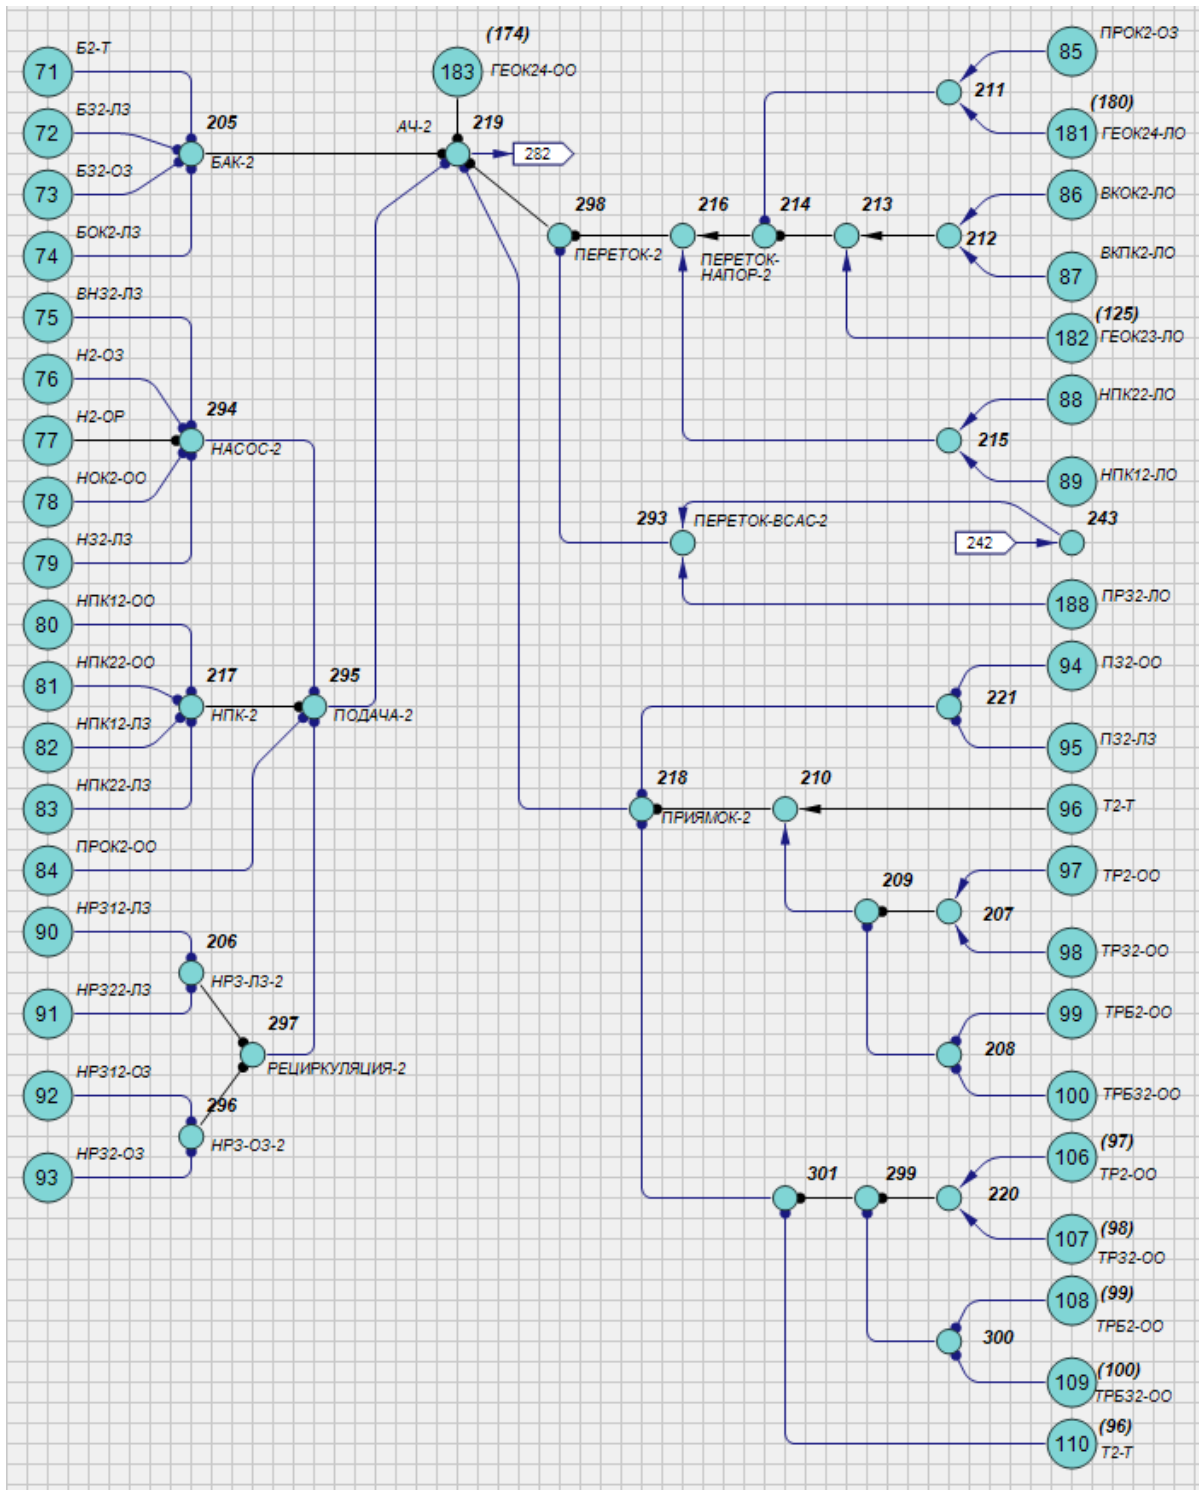 (174)
71
Б2-Т
183
ГЕОК24-ОО
85
ПРОК2-ОЗ
211
(180)
72
БЗ2-ЛЗ
205
АЧ-2
219
282
181
ГЕОК24-ЛО
БАК-2
73
БЗ2-ОЗ
86
ВКОК2-ЛО
298
216
214
213
212
74
БОК2-ЛЗ
ПЕРЕТОК-2
ПЕРЕТОК-
НАПОР-2
87
ВКПК2-ЛО
(125)
75
ВНЗ2-ЛЗ
182
ГЕОК23-ЛО
76
Н2-ОЗ
88
НПК22-ЛО
294
77
Н2-ОР
НАСОС-2
215
78
НОК2-ОО
89
НПК12-ЛО
293
ПЕРЕТОК-ВСАС-2
243
242
79
НЗ2-ЛЗ
188
ПРЗ2-ЛО
80
НПК12-ОО
94
ПЗ2-ОО
81
НПК22-ОО
217
295
221
НПК-2
ПОДАЧА-2
82
НПК12-ЛЗ
95
ПЗ2-ЛЗ
218
210
83
НПК22-ЛЗ
ПРИЯМОК-2
96
Т2-Т
84
ПРОК2-ОО
97
ТР2-ОО
209
207
90
НРЗ12-ЛЗ
206
98
ТРЗ2-ОО
НРЗ-ЛЗ-2
91
НРЗ22-ЛЗ
99
ТРБ2-ОО
297
208
РЕЦИРКУЛЯЦИЯ-2
92
НРЗ12-ОЗ
296
100
ТРБЗ2-ОО
НРЗ-ОЗ-2
93
НРЗ2-ОЗ
106
(97)
ТР2-ОО
301
299
220
107
(98)
ТРЗ2-ОО
108
(99)
ТРБ2-ОО
300
109
(100)
ТРБЗ2-ОО
110
(96)
Т2-Т